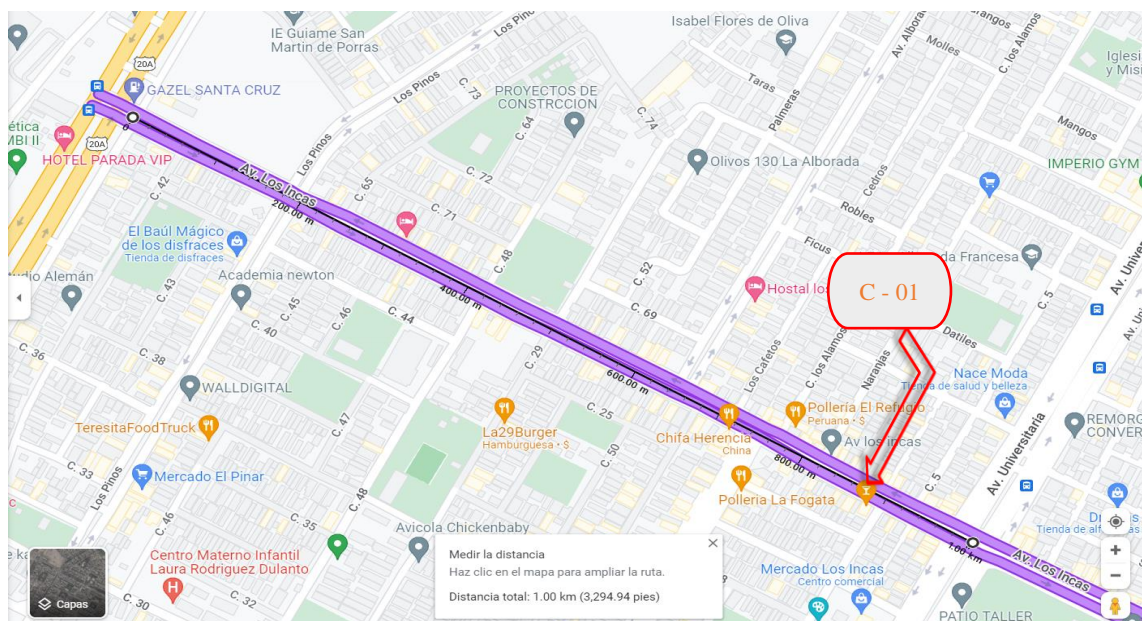 Isabel Flores de Oliva
IE Guiame San
Martin de Porras
Los Pinos
Av. Alborada
Molles
C. los Alamos
20A
GAZEL SANTA CRUZ
Los Pinos
C. 73
PROYECTOS DE
CONSTRCCION
Taras
Palmeras
C. 64
C. 74
Mangos
20A
HOTEL PARADA VIP
0
Av. Los Incas
Los Pinos
C. 65
C. 72
Olivos 130 La Alborada
IMPERIO GYM
Cedros
C. 42
200.00 m
C. 71
Robles
El Baúl Mágico
de los disfraces
Tienda de disfraces
C. 48
Ficus
Academia newton
C. 52
Hostal
C - 01
C. 5
C. 43
C. 45
C. 46
C. 44
400.00 m
C. 69
C. 40
C. 36
C. 38
C. 29
Datiles
WALLDIGITAL
600.00 m
Los Cafetos
C. los Alamos
Naranjas
Nace Moda
Tienda de salud y belleza
TeresitaFoodTruck
C. 47
La29Burger
Hamburguesa • $
C. 25
Pollería El Refugio
Peruana • $
Chifa Herencia
China
Av los incas
Av. Universitaria
C. 33
Los Pinos
Mercado El Pinar
C. 50
800.00 m
Polleria La Fogata
C. 5
C. 48
C. 46
C. 35
Avicola Chickenbaby
1.00 km
Av. Los Incas
Centro Materno Infantil
Laura Rodriguez Dulanto
Medir la distancia
Haz clic en el mapa para ampliar la ruta.
Distancia total: 1.00 km (3,294.94 pies)
Mercado Los Incas
Centro comercial
Capas
C. 30
C. 32
PATIO TALLER